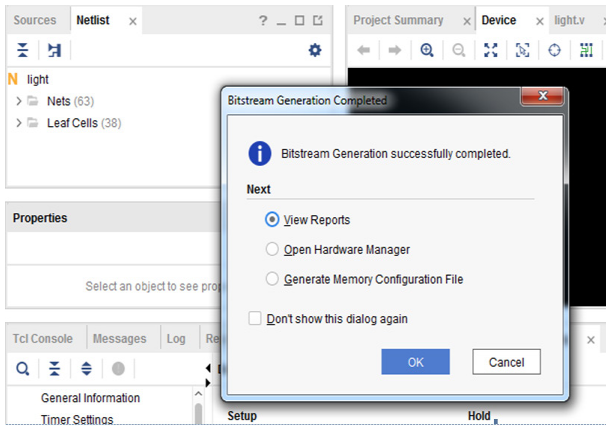 Sources Netlist × ? _ □
Project Summary × Device × light.v
N light
Nets (63)
Leaf Cells (38)
Bitstream Generation Completed
i Bitstream Generation successfully completed.
Next
View Reports
Open Hardware Manager
Generate Memory Configuration File
Don't show this dialog again
OK Cancel
Properties
Select an object to see prop
Tcl Console Messages Log Re
General Information
Timer Settings
Setup Hold